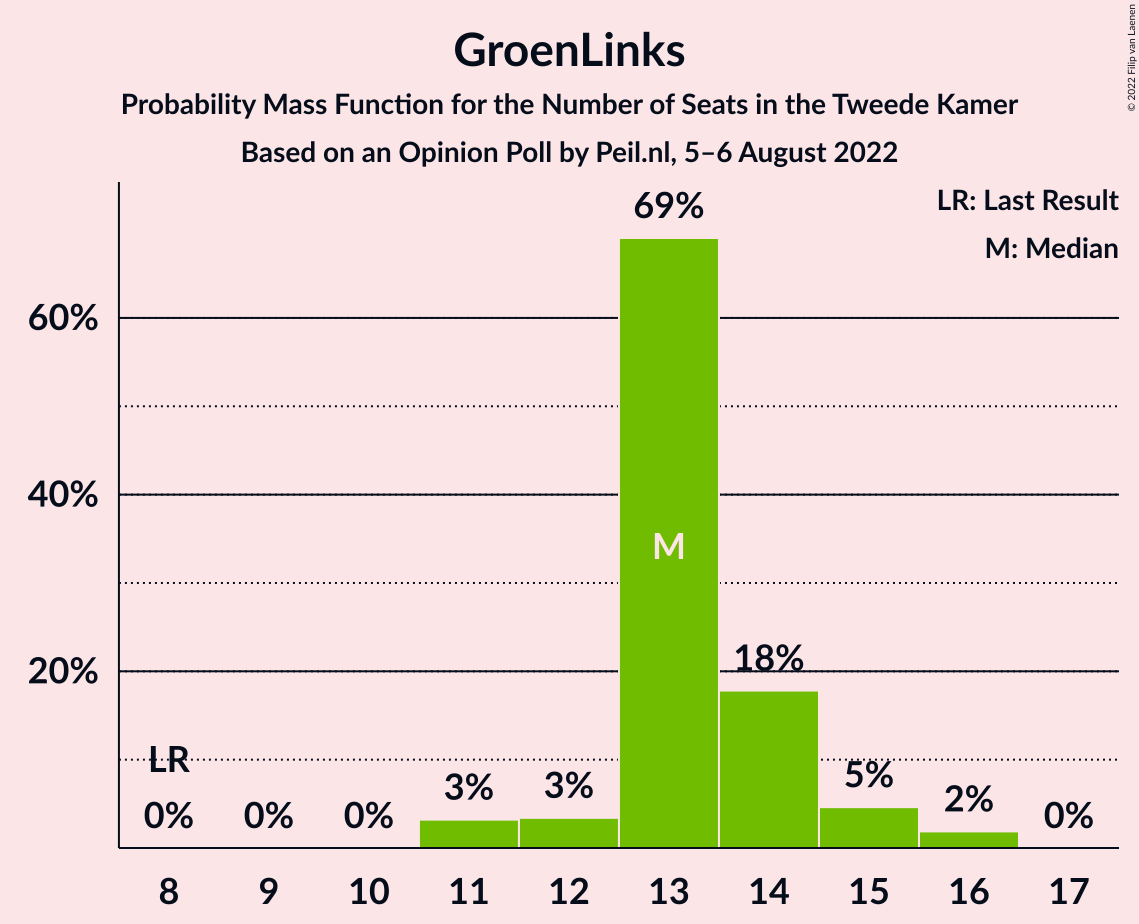 GroenLinks
Probability Mass Function for the Number of Seats in the Tweede Kamer
Based on an Opinion Poll by Peil.nl, 5–6 August 2022
© 2022 Filip van Laenen
LR: Last Result
M: Median
69%
60%
40%
M
18%
20%
LR
0%
0%
0%
3%
3%
5%
2%
0%
8
9
10
11
12
13
14
15
16
17